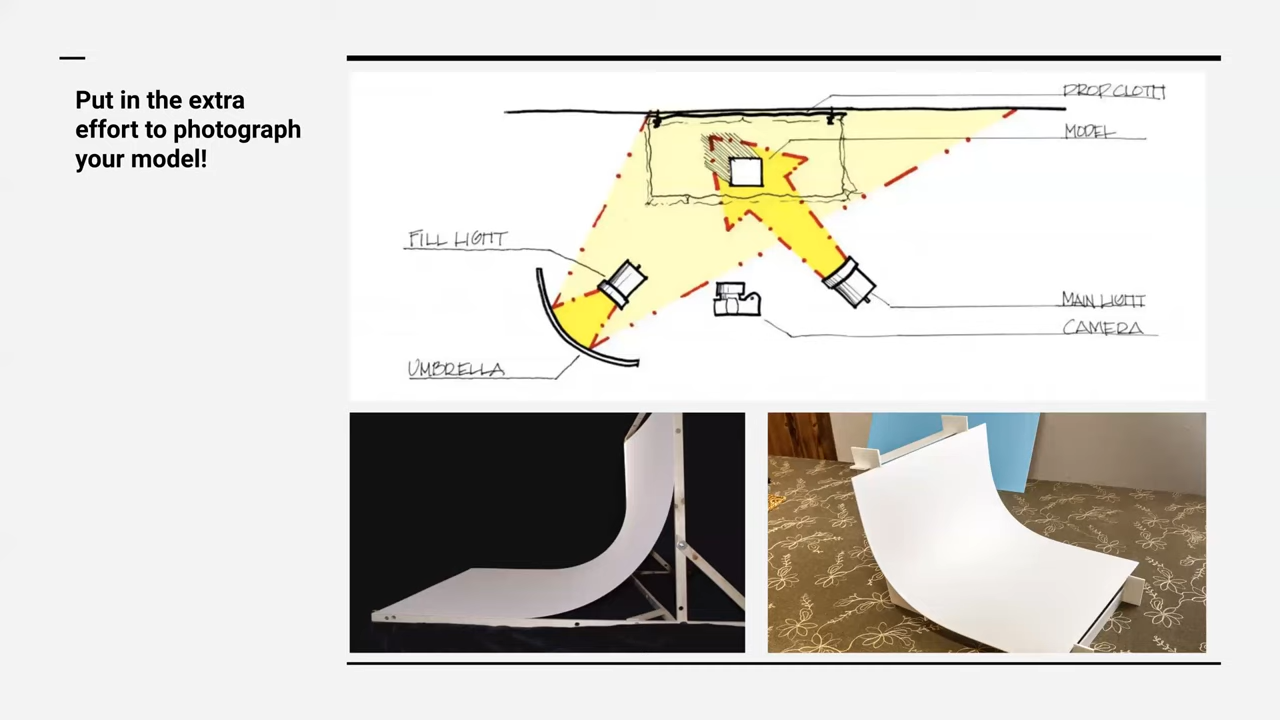 Put in the extra
effort to photograph
your model!
DROP CLOTH
MODEL
FILL LIGHT
MAIN LIGHT
CAMERA
UMBRELLA